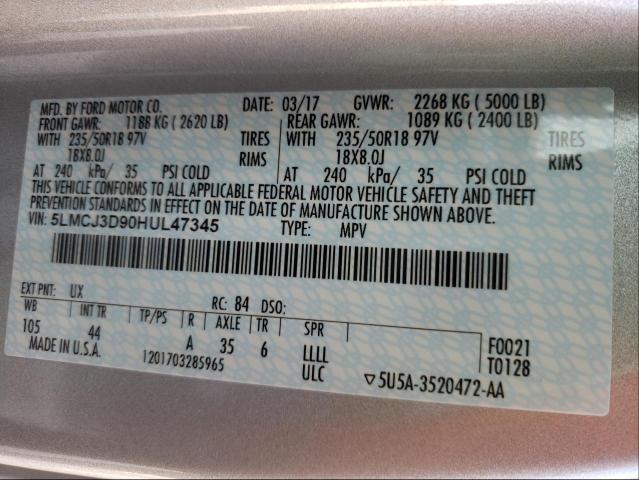 MFD. BY FORD MOTOR CO. DATE: 03/17 GVWR: 2268 KG ( 5000 LB)
FRONT GAWR: 1188 KG ( 2620 LB) REAR GAWR: 1089 KG ( 2400 LB)
WITH 235/50R18 97V TIRES WITH 235/50R18 97V TIRES
18X8.0J RIMS 18X8.0J RIMS
AT 240 kPa/ 35 PSI COLD AT 240 kPa/ 35 PSI COLD
THIS VEHICLE CONFORMS TO ALL APPLICABLE FEDERAL MOTOR VEHICLE SAFETY AND THEFT
PREVENTION STANDARDS IN EFFECT ON THE DATE OF MANUFACTURE SHOWN ABOVE.
VIN: 5LMCJ3D90HUL47345 TYPE: MPV
EXT PNT: UX RC: 84 DSO:
WB INT TR TP/PS R AXLE TR SPR
105 44 A 35 6 LLLL F0021
MADE IN U.S.A. 1201703285965 ULC T0128
▽5U5A-3520472-AA